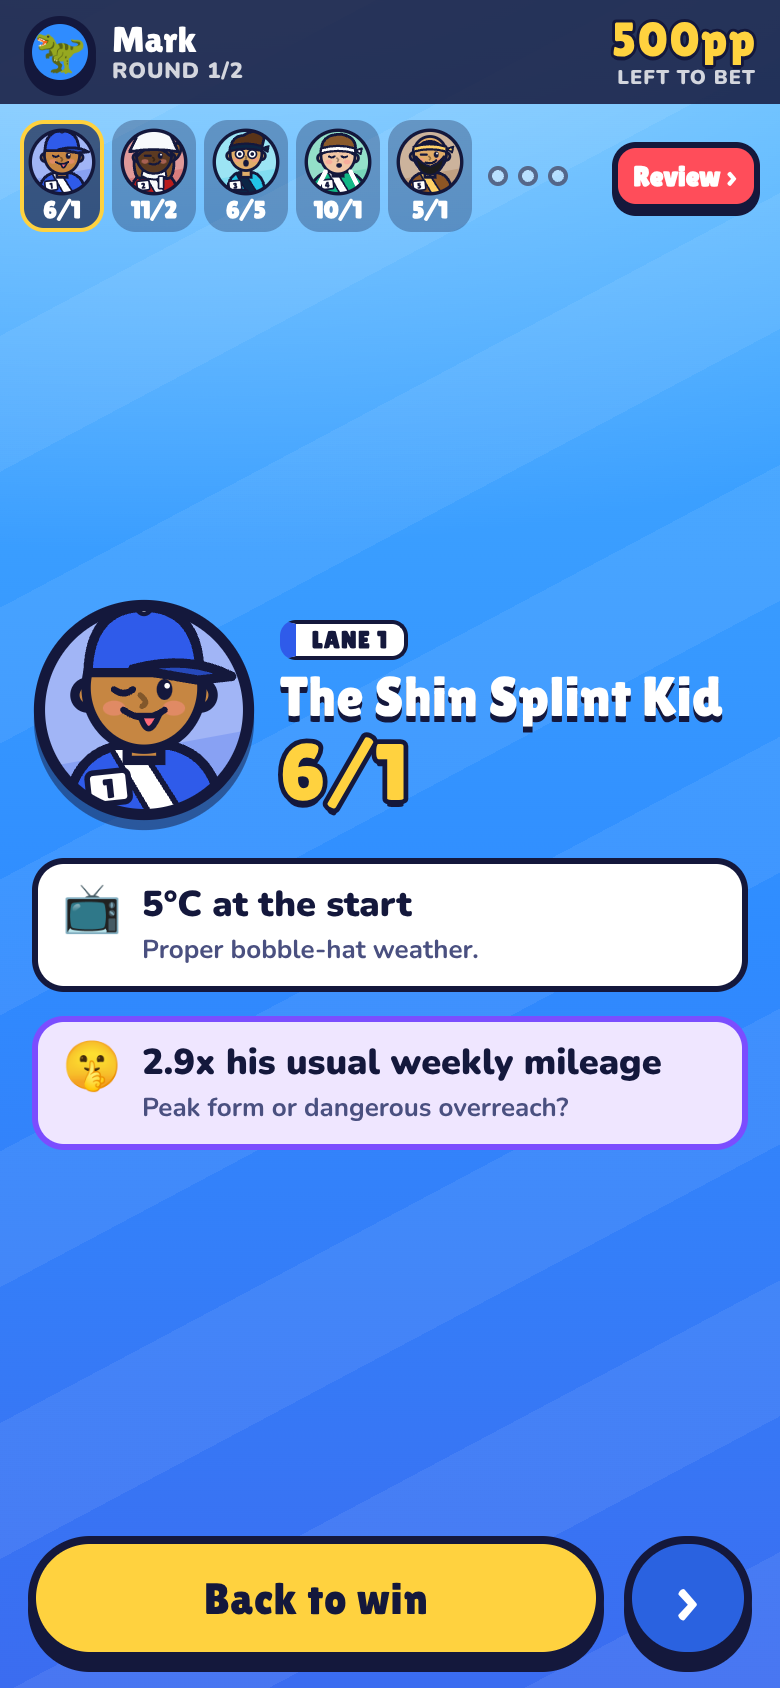 Mark
ROUND 1/2
500pp
LEFT TO BET
6/1
11/2
6/5
10/1
5/1
Review ›
LANE 1
The Shin Splint Kid
6/1
1
5°C at the start
Proper bobble-hat weather.
2.9x his usual weekly mileage
Peak form or dangerous overreach?
Back to win
›